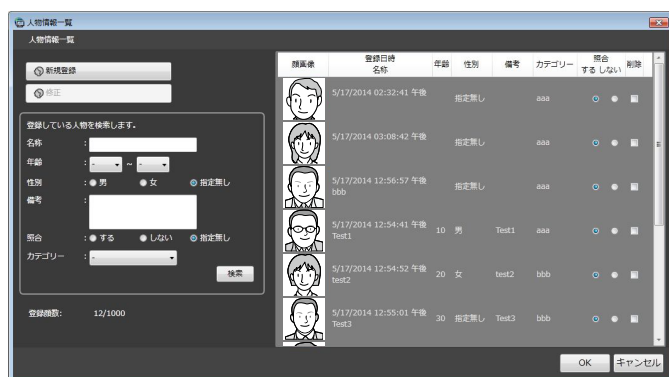 人物情報一覧
人物情報一覧
新規登録
修正
登録している人物を検索します。
名称 :
年齢 : - ~ -
性別 : 男 女 指定無し
備考 :
照合 : する しない 指定無し
カテゴリー : -
検索
登録顔数: 12/1000
顔画像 登録日時 名称 年齢 性別 備考 カテゴリー 照合 する しない 削除
5/17/2014 02:32:41 午後 指定無し aaa
5/17/2014 03:08:42 午後 指定無し aaa
5/17/2014 12:56:57 午後 指定無し aaa
bbb
5/17/2014 12:54:41 午後 10 男 Test1 aaa
Test1
5/17/2014 12:54:52 午後 20 女 test2 bbb
test2
5/17/2014 12:55:01 午後 30 指定無し Test3 bbb
Test3
OK キャンセル